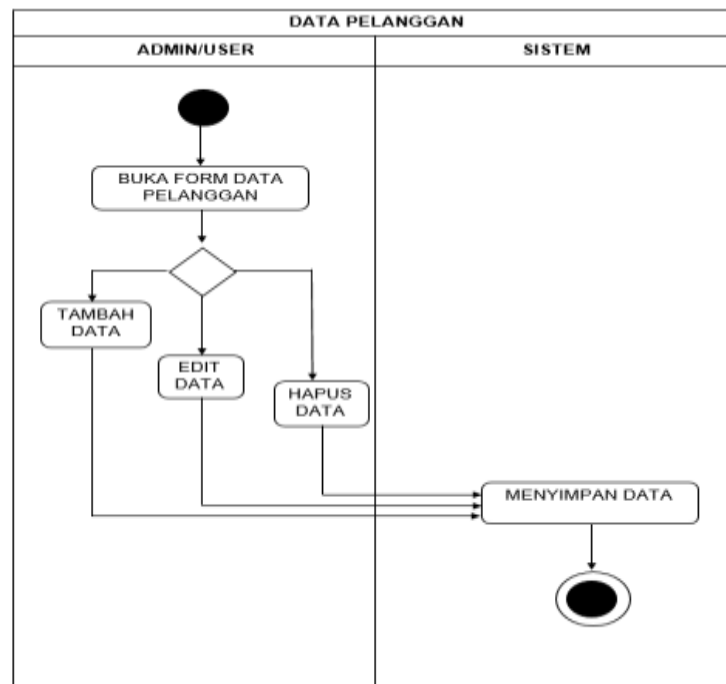 DATA PELANGGAN
ADMIN/USER
SISTEM
BUKA FORM DATA
PELANGGAN
TAMBAH
DATA
EDIT
DATA
HAPUS
DATA
MENYIMPAN DATA